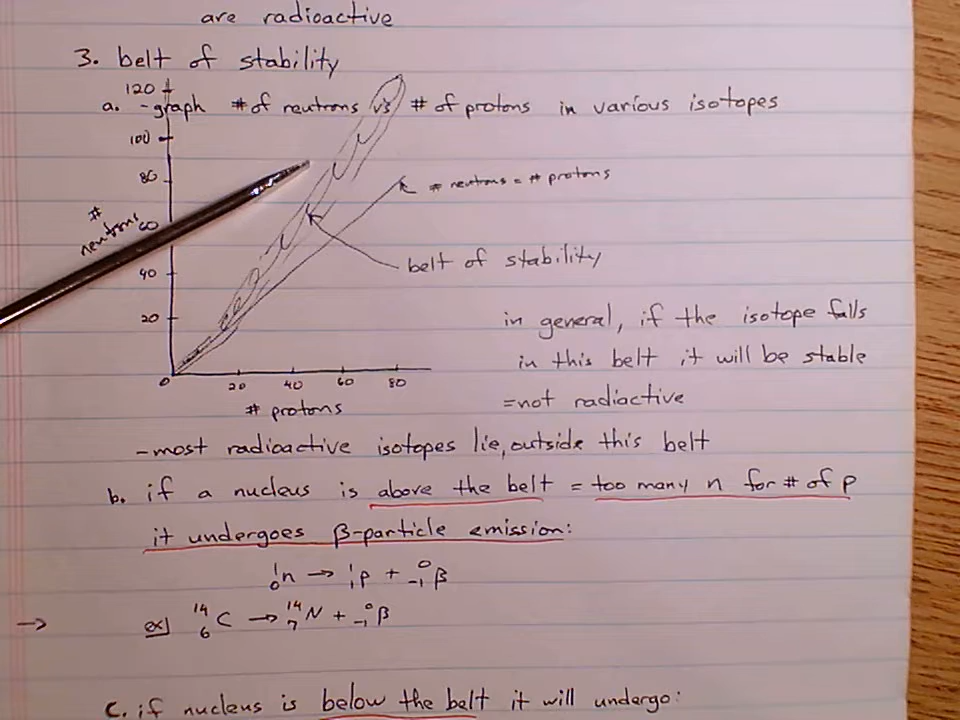 are radioactive
3. belt of stability
a. - graph # of neutrons vs # of protons in various isotopes
120
100
80
60
40
20
0
# neutrons
20 40 60 80
# protons
# neutrons = # protons
belt of stability
in general, if the isotope falls
in this belt it will be stable
=not radiactive
-most radioactive isotopes lie, outside this belt
b. if a nucleus is above the belt = too many n for # of p
it undergoes β-particle emission:
¹₀n → ¹₁p + ⁰₋₁β
→ ex] ¹⁴₆C → ¹⁴₇N + ⁰₋₁β
c. if nucleus is below the belt it will undergo: